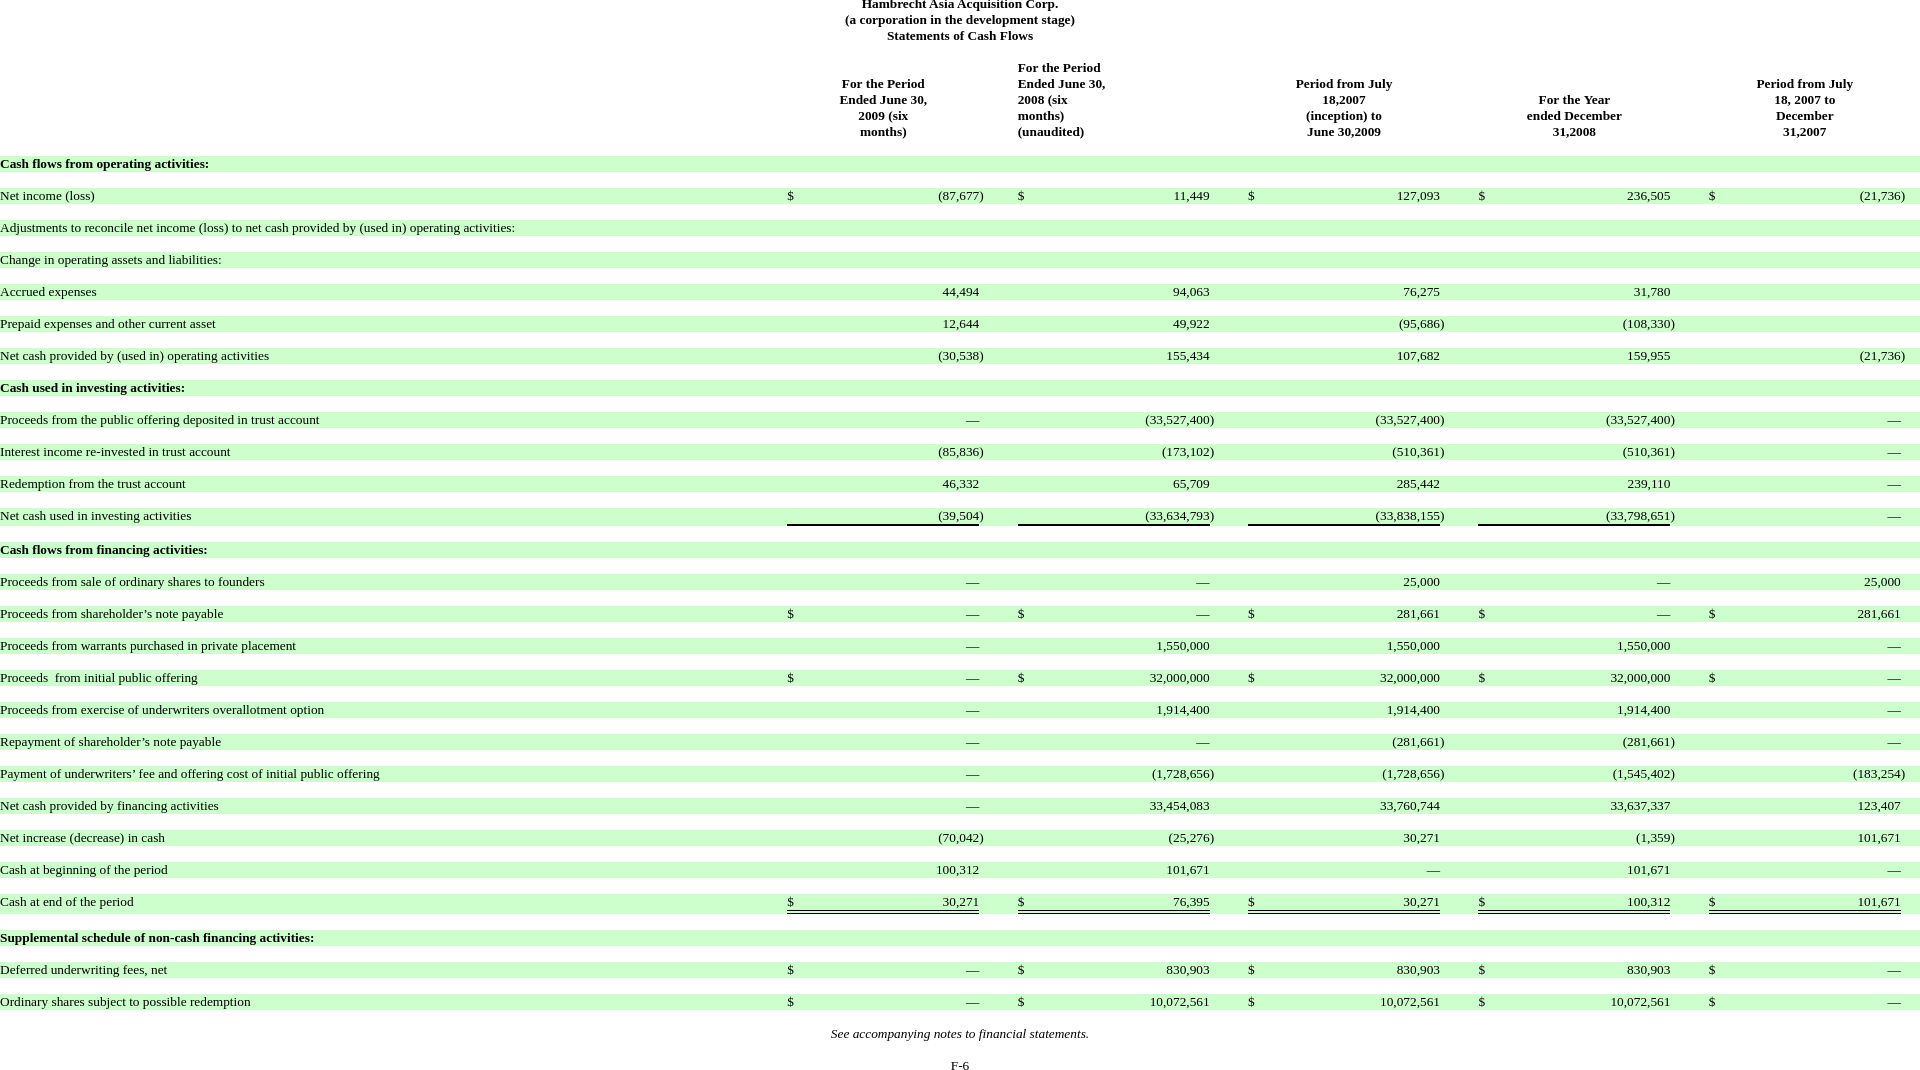 Hambrecht Asia Acquisition Corp.
(a corporation in the development stage)
Statements of Cash Flows
For the Period Ended June 30, 2009 (six months) For the Period Ended June 30, 2008 (six months) (unaudited) Period from July 18,2007 (inception) to June 30,2009 For the Year ended December 31,2008 Period from July 18, 2007 to December 31,2007
Cash flows from operating activities:
Net income (loss) $ (87,677) $ 11,449 $ 127,093 $ 236,505 $ (21,736)
Adjustments to reconcile net income (loss) to net cash provided by (used in) operating activities:
Change in operating assets and liabilities:
Accrued expenses 44,494 94,063 76,275 31,780
Prepaid expenses and other current asset 12,644 49,922 (95,686) (108,330)
Net cash provided by (used in) operating activities (30,538) 155,434 107,682 159,955 (21,736)
Cash used in investing activities:
Proceeds from the public offering deposited in trust account — (33,527,400) (33,527,400) (33,527,400) —
Interest income re-invested in trust account (85,836) (173,102) (510,361) (510,361) —
Redemption from the trust account 46,332 65,709 285,442 239,110 —
Net cash used in investing activities (39,504) (33,634,793) (33,838,155) (33,798,651) —
Cash flows from financing activities:
Proceeds from sale of ordinary shares to founders — — 25,000 — 25,000
Proceeds from shareholder’s note payable $ — $ — $ 281,661 $ — $ 281,661
Proceeds from warrants purchased in private placement — 1,550,000 1,550,000 1,550,000 —
Proceeds  from initial public offering $ — $ 32,000,000 $ 32,000,000 $ 32,000,000 $ —
Proceeds from exercise of underwriters overallotment option — 1,914,400 1,914,400 1,914,400 —
Repayment of shareholder’s note payable — — (281,661) (281,661) —
Payment of underwriters’ fee and offering cost of initial public offering — (1,728,656) (1,728,656) (1,545,402) (183,254)
Net cash provided by financing activities — 33,454,083 33,760,744 33,637,337 123,407
Net increase (decrease) in cash (70,042) (25,276) 30,271 (1,359) 101,671
Cash at beginning of the period 100,312 101,671 — 101,671 —
Cash at end of the period $ 30,271 $ 76,395 $ 30,271 $ 100,312 $ 101,671
Supplemental schedule of non-cash financing activities:
Deferred underwriting fees, net $ — $ 830,903 $ 830,903 $ 830,903 $ —
Ordinary shares subject to possible redemption $ — $ 10,072,561 $ 10,072,561 $ 10,072,561 $ —
See accompanying notes to financial statements.
F-6